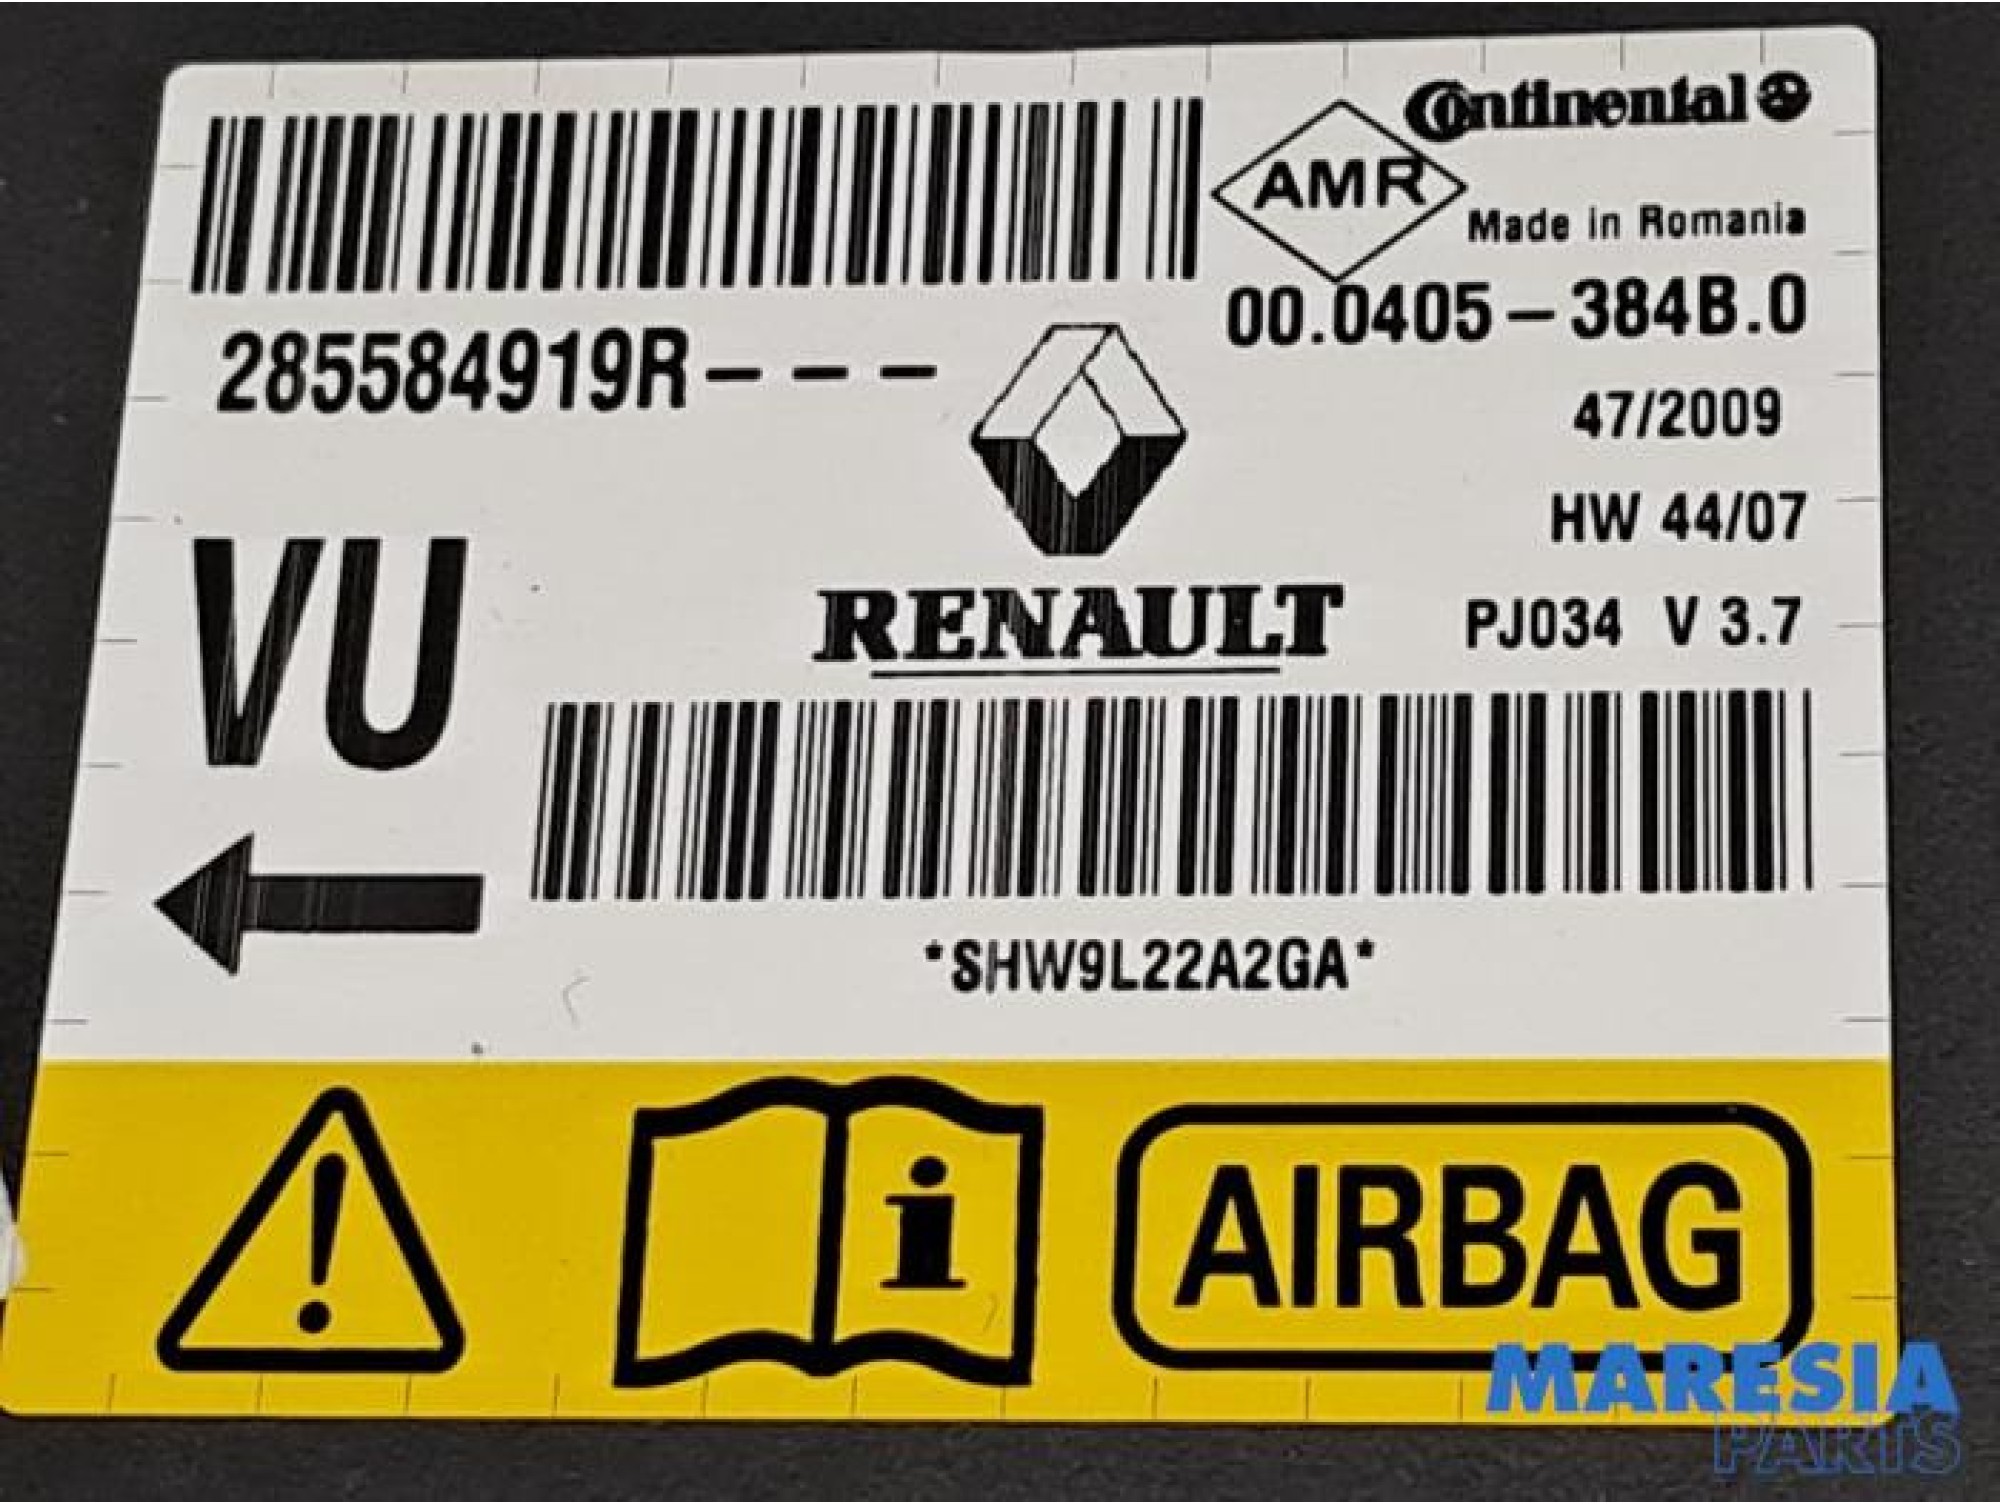 Continental
AMR
Made in Romania
285584919R---
00.0405-384B.0
47/2009
HW 44/07
VU
RENAULT
PJ034 V 3.7
*SHW9L22A2GA*
!
i
AIRBAG
MARESIA
PARTS